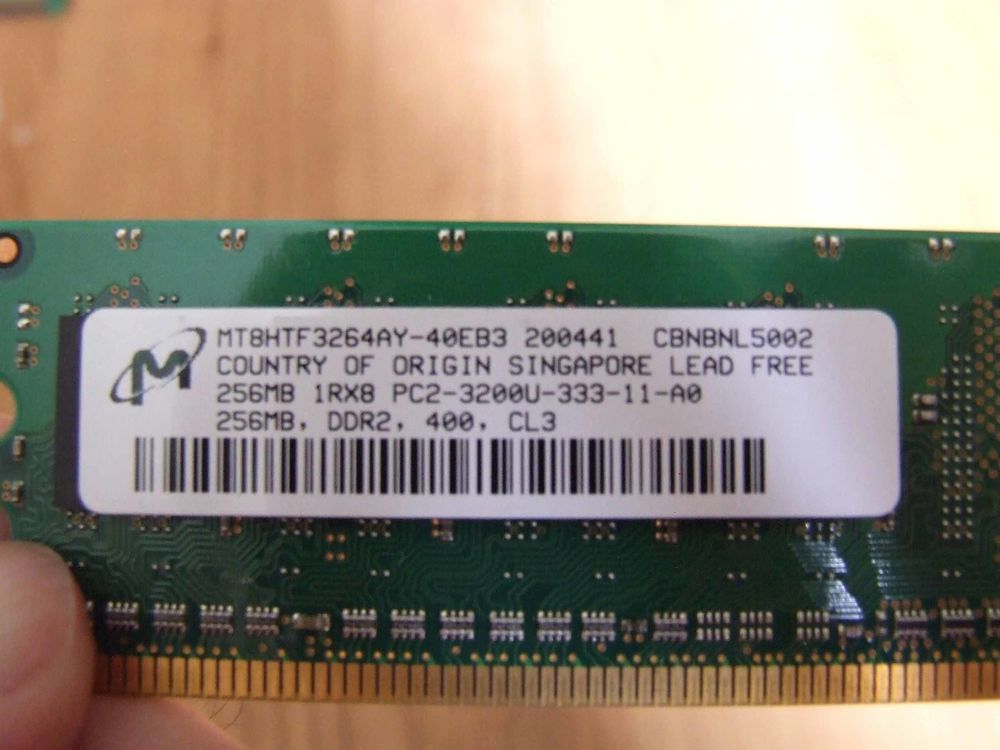 M
MT8HTF3264AY-40EB3 200441 CBNBNL5002
COUNTRY OF ORIGIN SINGAPORE LEAD FREE
256MB 1RX8 PC2-3200U-333-11-A0
256MB, DDR2, 400, CL3